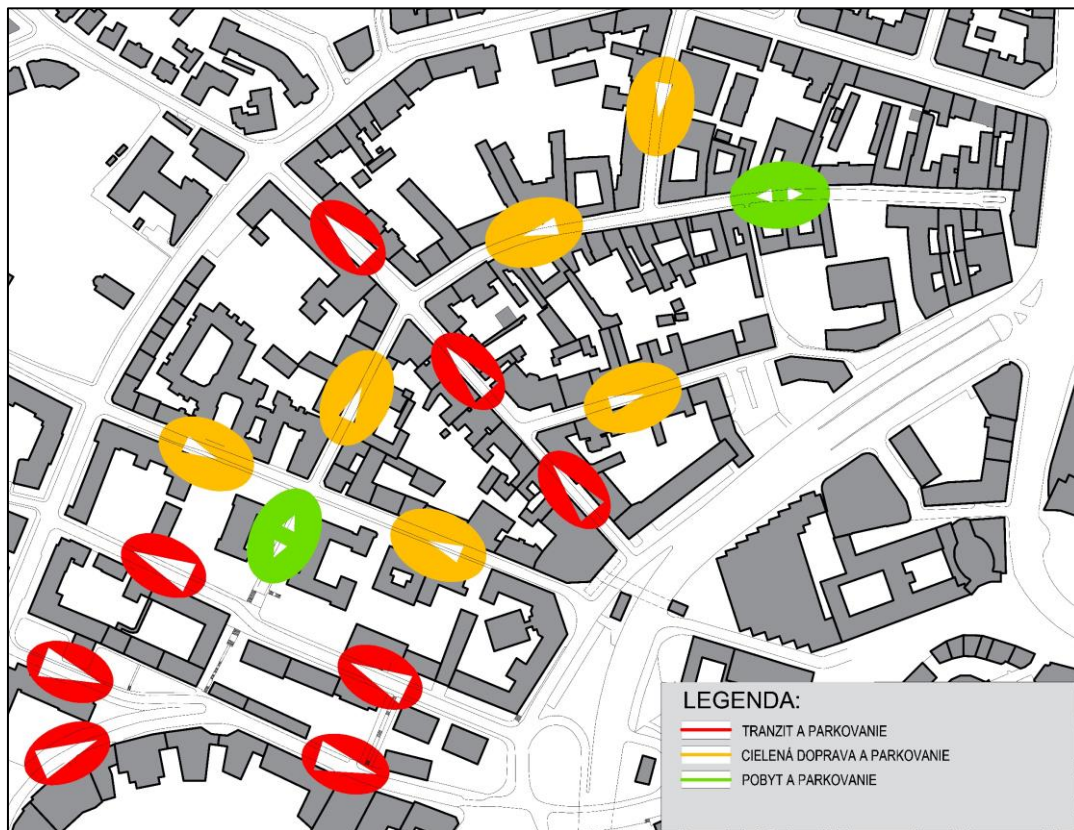 LEGENDA:
TRANZIT A PARKOVANIE
CIELENÁ DOPRAVA A PARKOVANIE
POBYT A PARKOVANIE